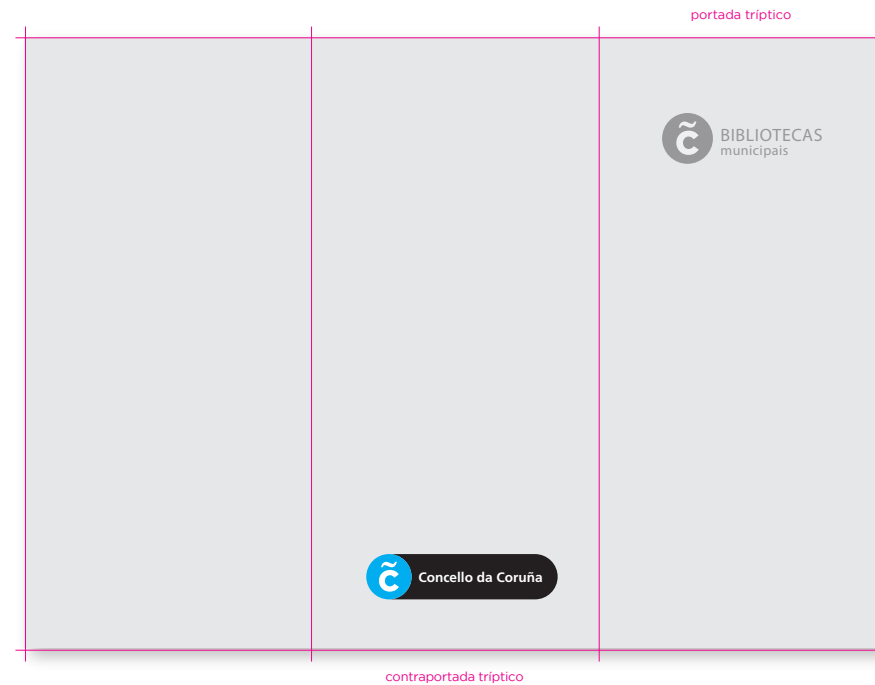 portada tríptico
c̃ BIBLIOTECAS
municipais
c̃ Concello da Coruña
contraportada tríptico